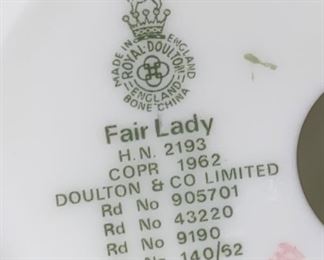 MADE IN ENGLAND
ROYAL DOULTON
ENGLAND
BONE CHINA
Fair Lady
H.N. 2193
COPR 1962
DOULTON & CO LIMITED
Rd No 905701
Rd No 43220
Rd No 9190
No 140/62